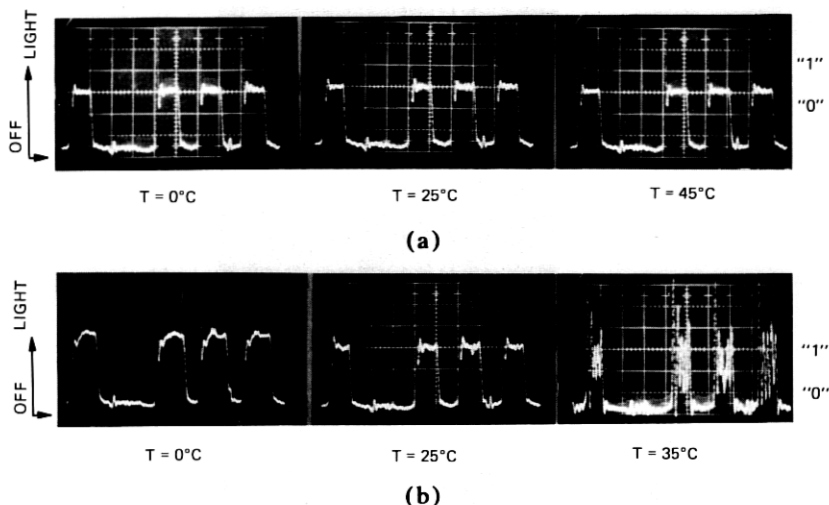 LIGHT
OFF
"1"
"0"
T = 0°C
T = 25°C
T = 45°C
(a)
LIGHT
OFF
"1"
"0"
T = 0°C
T = 25°C
T = 35°C
(b)